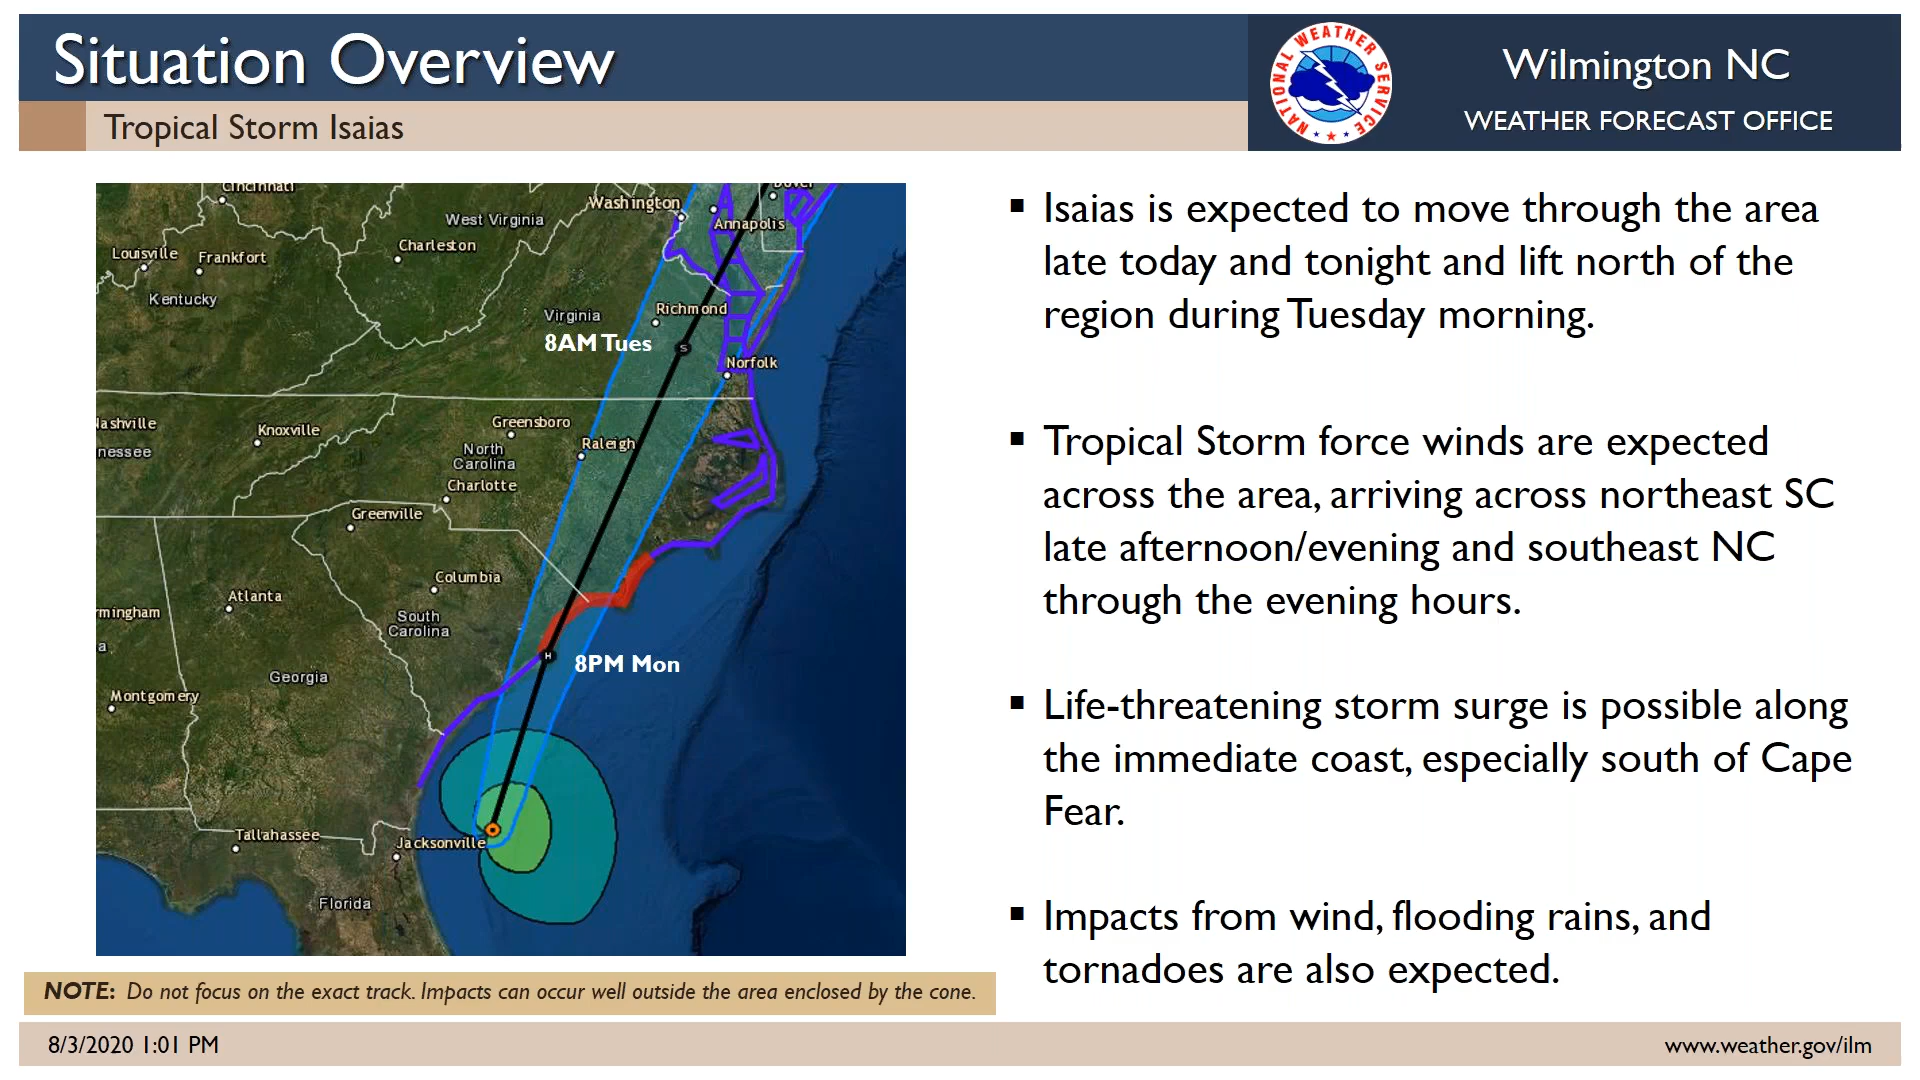 Situation Overview
Tropical Storm Isaias
NATIONAL WEATHER SERVICE
Wilmington NC
WEATHER FORECAST OFFICE
Cincinnati
Washington
Dover
West Virginia
Annapolis
Louisville
Frankfort
Charleston
Kentucky
Richmond
Virginia
8AM Tues
S
Norfolk
Nashville
Knoxville
Greensboro
Raleigh
nessee
North
Carolina
Charlotte
Greenville
Columbia
Atlanta
rmingham
South
Carolina
a
H
8PM Mon
Georgia
Montgomery
Tallahassee
Jacksonville
Florida
NOTE: Do not focus on the exact track. Impacts can occur well outside the area enclosed by the cone.
▪ Isaias is expected to move through the area
late today and tonight and lift north of the
region during Tuesday morning.
▪ Tropical Storm force winds are expected
across the area, arriving across northeast SC
late afternoon/evening and southeast NC
through the evening hours.
▪ Life-threatening storm surge is possible along
the immediate coast, especially south of Cape
Fear.
▪ Impacts from wind, flooding rains, and
tornadoes are also expected.
8/3/2020 1:01 PM
www.weather.gov/ilm